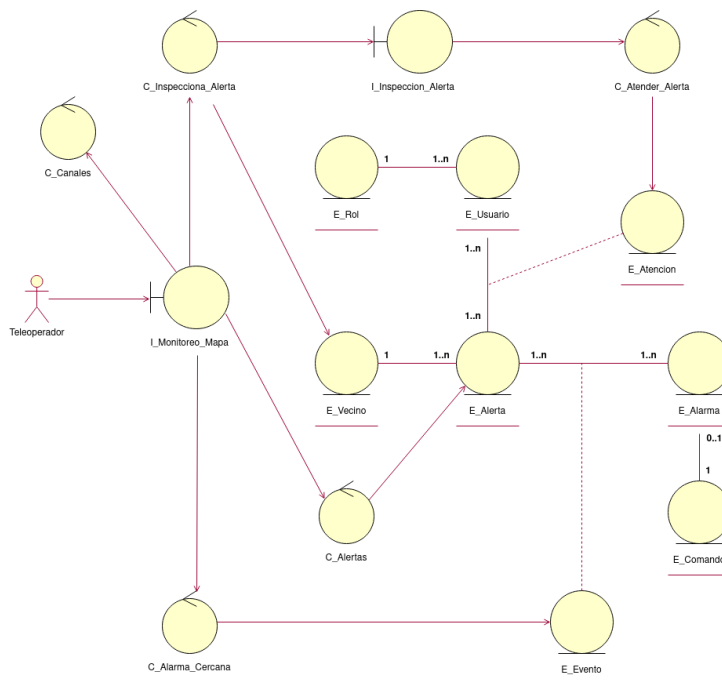 C_Inspecciona_Alerta
I_Inspeccion_Alerta
C_Atender_Alerta
C_Canales
1
1..n
E_Rol
E_Usuario
1..n
E_Atencion
Teleoperador
I_Monitoreo_Mapa
1..n
1
1..n
1..n
1..n
E_Vecino
E_Alerta
E_Alarma
0..1
1
C_Alertas
E_Comando
C_Alarma_Cercana
E_Evento